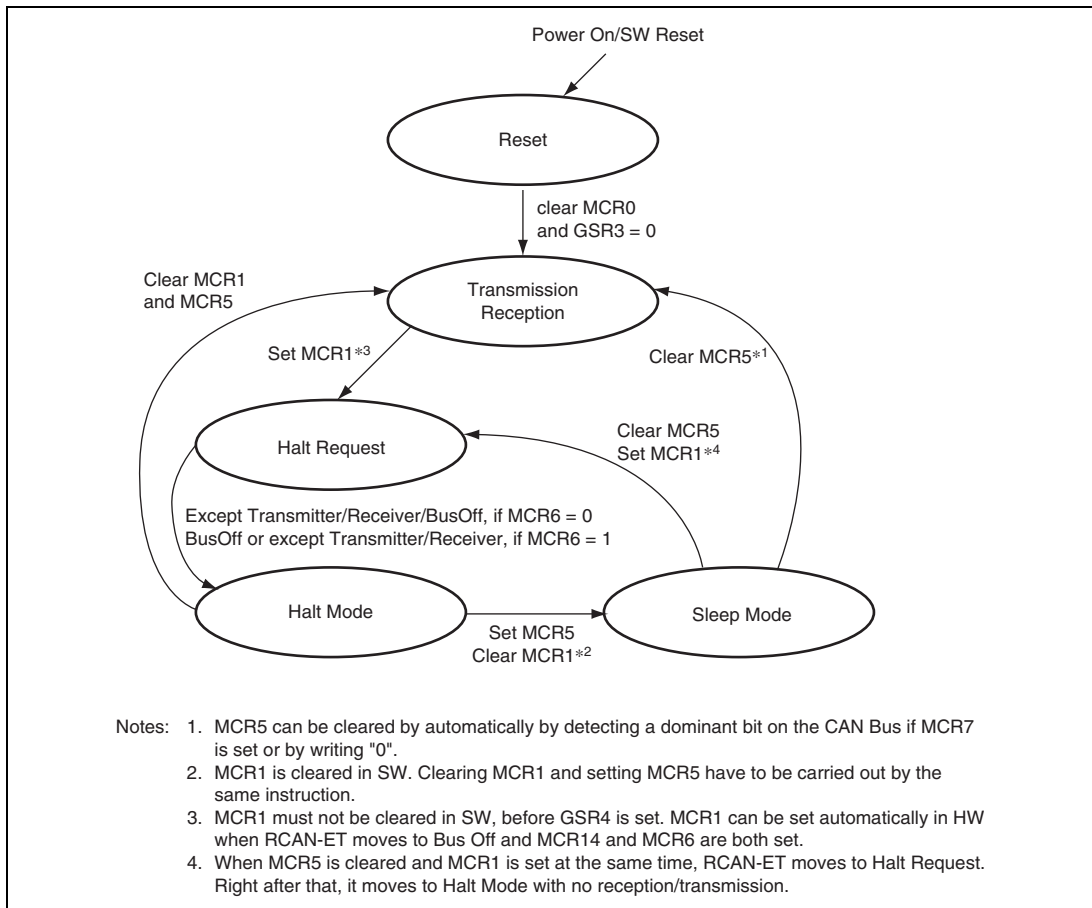 Power On/SW Reset
Reset
clear MCR0
and GSR3 = 0
Clear MCR1
and MCR5
Transmission
Reception
Set MCR1*3
Clear MCR5*1
Halt Request
Clear MCR5
Set MCR1*4
Except Transmitter/Receiver/BusOff, if MCR6 = 0
BusOff or except Transmitter/Receiver, if MCR6 = 1
Halt Mode
Sleep Mode
Set MCR5
Clear MCR1*2
Notes: 1. MCR5 can be cleared by automatically by detecting a dominant bit on the CAN Bus if MCR7
is set or by writing "0".
2. MCR1 is cleared in SW. Clearing MCR1 and setting MCR5 have to be carried out by the
same instruction.
3. MCR1 must not be cleared in SW, before GSR4 is set. MCR1 can be set automatically in HW
when RCAN-ET moves to Bus Off and MCR14 and MCR6 are both set.
4. When MCR5 is cleared and MCR1 is set at the same time, RCAN-ET moves to Halt Request.
Right after that, it moves to Halt Mode with no reception/transmission.